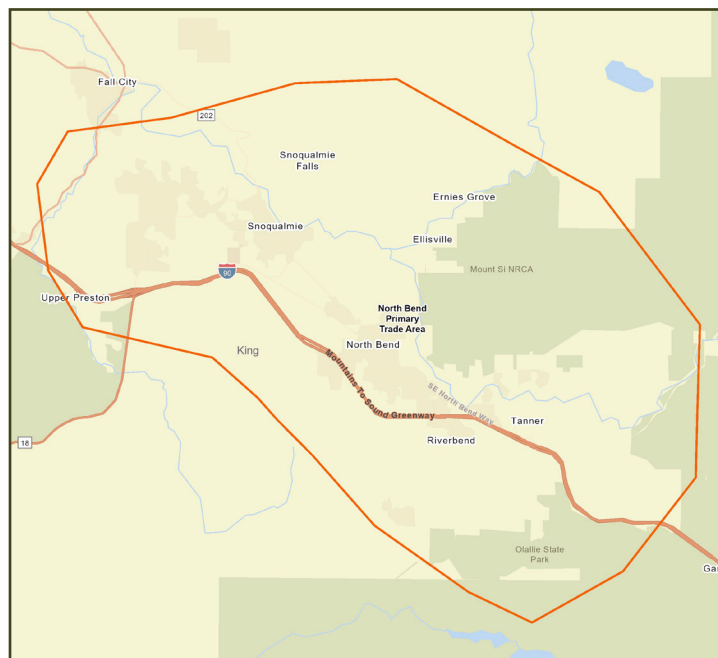 Fall City
202
Snoqualmie
Falls
Ernies Grove
Snoqualmie
Ellisville
Mount Si NRCA
90
Upper Preston
North Bend
Primary
Trade Area
North Bend
King
Mountains To Sound Greenway
SE North Bend Way
Tanner
Riverbend
18
Olallie State
Park
Gar